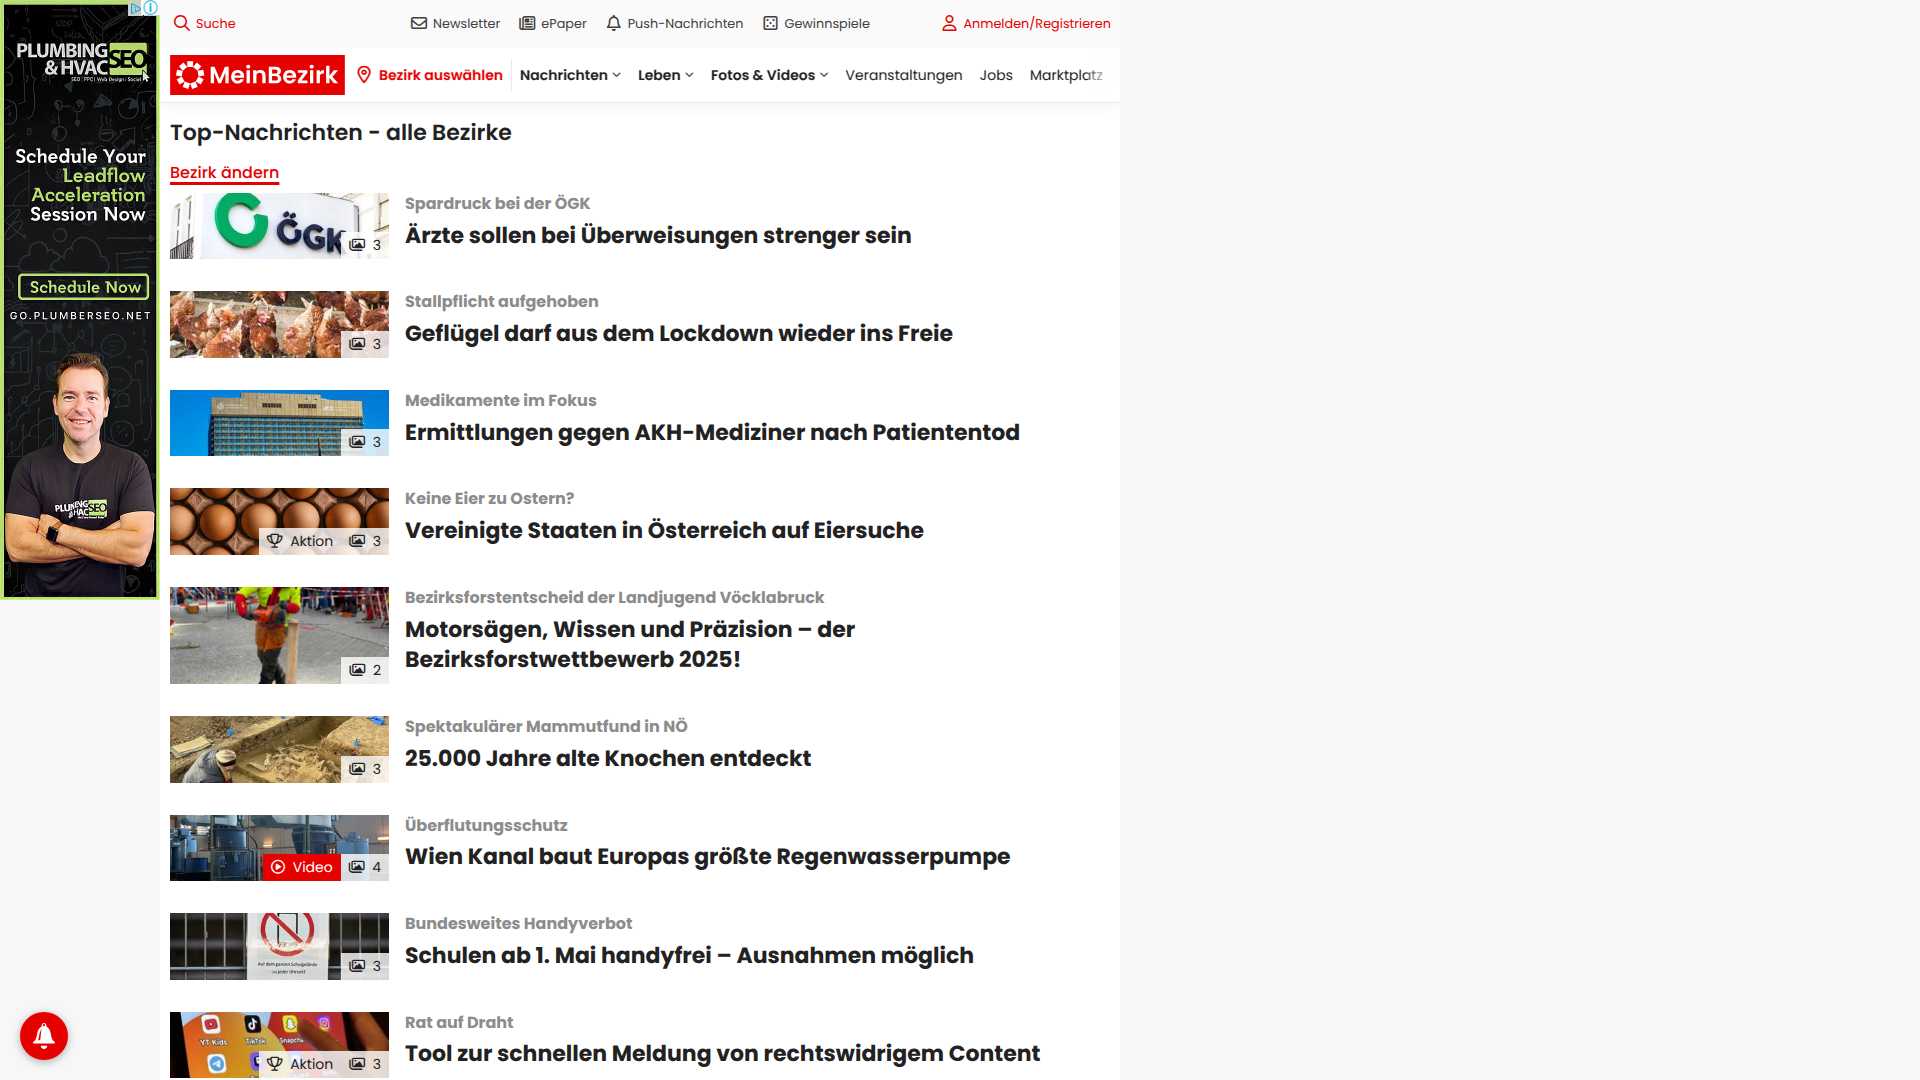 Suche
Newsletter
ePaper
Push-Nachrichten
Gewinnspiele
Anmelden/Registrieren
MeinBezirk
Bezirk auswählen
Nachrichten
Leben
Fotos & Videos
Veranstaltungen
Jobs
Marktplatz
PLUMBING
& HVAC SEO
Schedule Your
Leadflow
Acceleration
Session Now
Schedule Now
GO.PLUMBERSEO.NET
PLUMBING
& HVAC SEO
Top-Nachrichten - alle Bezirke
Bezirk ändern
ÖGK
3
Spardruck bei der ÖGK
Ärzte sollen bei Überweisungen strenger sein
3
Stallpflicht aufgehoben
Geflügel darf aus dem Lockdown wieder ins Freie
3
Medikamente im Fokus
Ermittlungen gegen AKH-Mediziner nach Patiententod
Aktion 3
Keine Eier zu Ostern?
Vereinigte Staaten in Österreich auf Eiersuche
2
Bezirksforstentscheid der Landjugend Vöcklabruck
Motorsägen, Wissen und Präzision – der
Bezirksforstwettbewerb 2025!
3
Spektakulärer Mammutfund in NÖ
25.000 Jahre alte Knochen entdeckt
Video 4
Überflutungsschutz
Wien Kanal baut Europas größte Regenwasserpumpe
3
Bundesweites Handyverbot
Schulen ab 1. Mai handyfrei – Ausnahmen möglich
YT Kids TikTok Snapch
Aktion 3
Rat auf Draht
Tool zur schnellen Meldung von rechtswidrigem Content